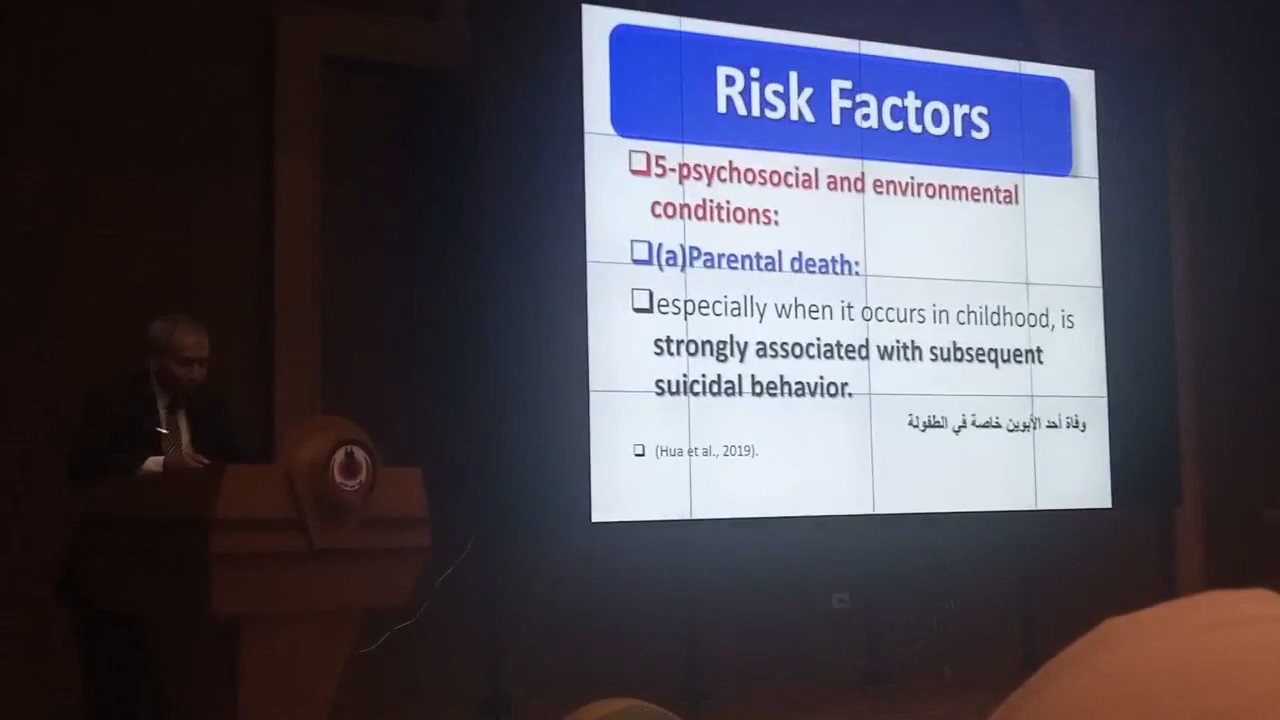 Risk Factors
❑5-psychosocial and environmental
conditions:
❑(a)Parental death:
❑especially when it occurs in childhood, is
strongly associated with subsequent
suicidal behavior.
وفاة أحد الأبوين خاصة في الطفولة
❑ (Hua et al., 2019).